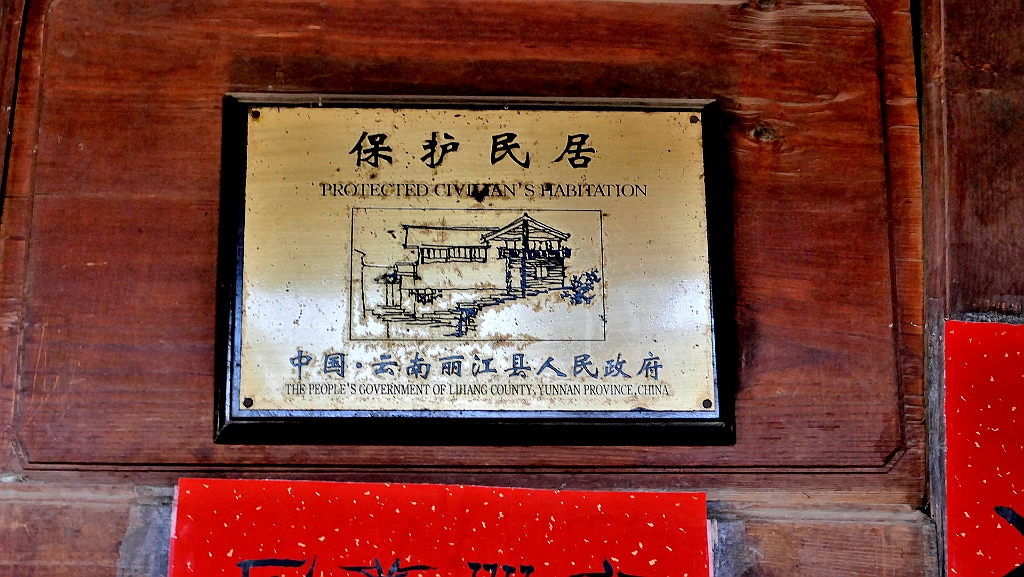 保护民居
PROTECTED CIVILIAN'S HABITATION
中国·云南丽江县人民政府
THE PEOPLE'S GOVERNMENT OF LIJIANG COUNTY, YUNNAN PROVINCE, CHINA